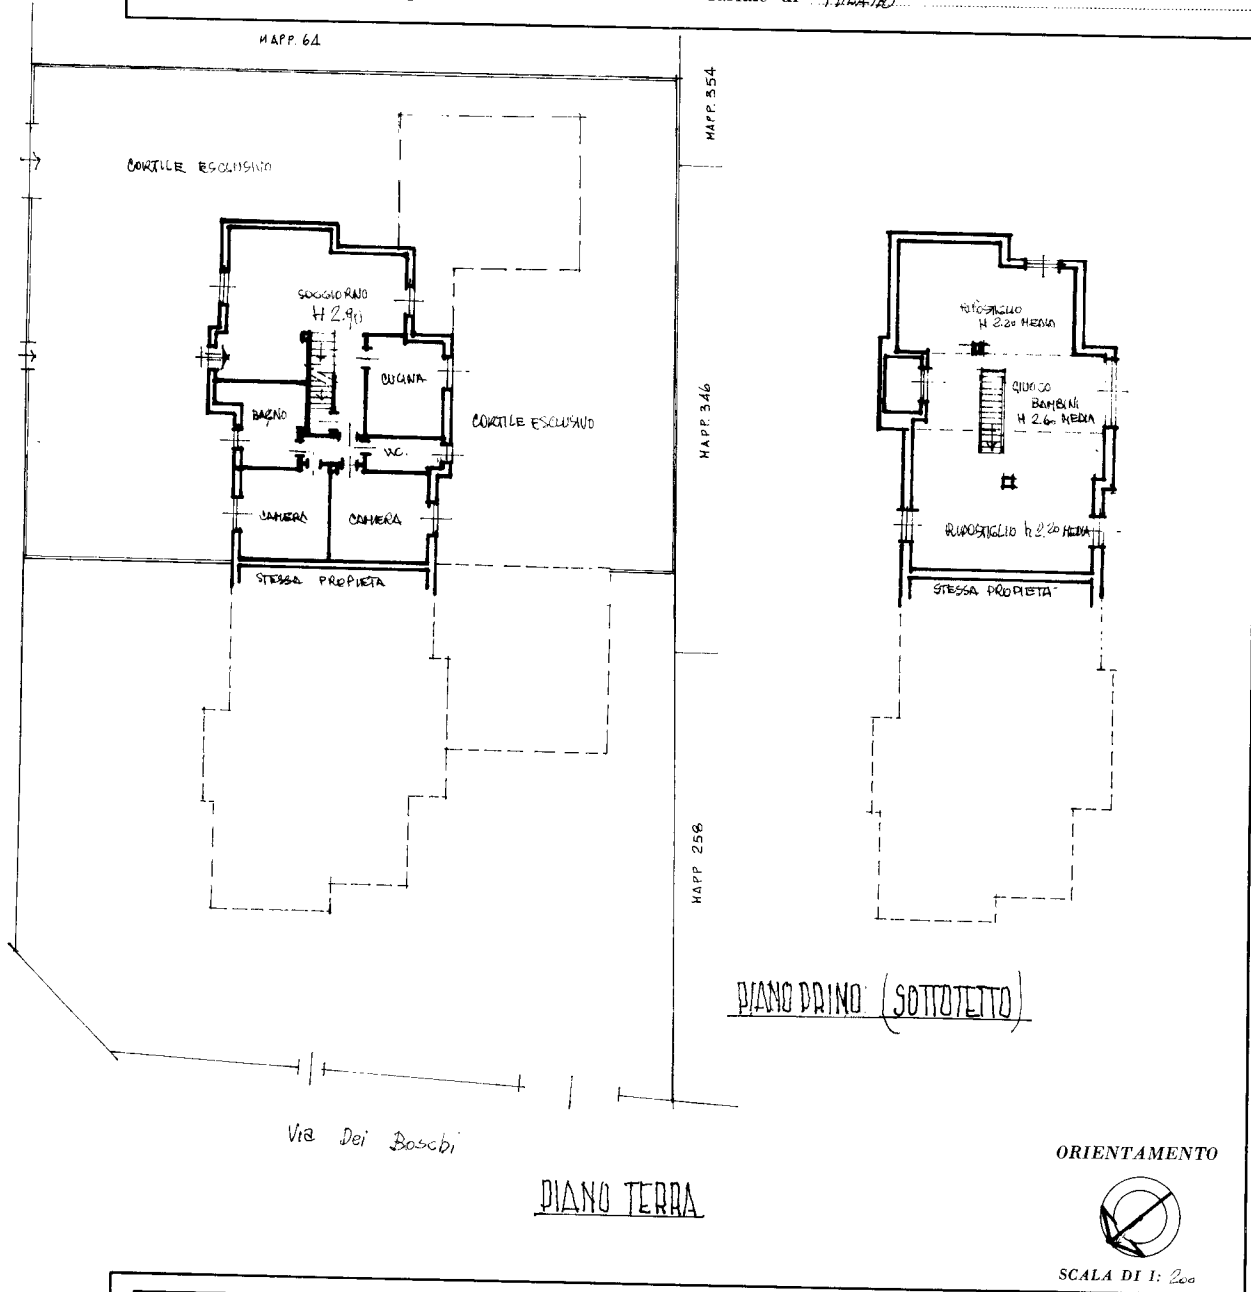 di
MAPP. 64
MAPP. 354
CORTILE ESCLUSIVO
SOGGIORNO
H 2.90
CUCINA
BAGNO
W.C.
CAMERA
CAMERA
STESSA PROPIETA
CORTILE ESCLUSIVO
MAPP. 346
MAPP 258
RIPOSTIGLIO
H 2.20 MEDIA
GIUOCO
BAMBINI
H 2.60 MEDIA
RIPOSTIGLIO h 2.20 MEDIA
STESSA PROPIETA'
PIANO PRIMO (SOTTOTETTO)
Via Dei Boschi
PIANO TERRA
ORIENTAMENTO
SCALA DI 1: 200